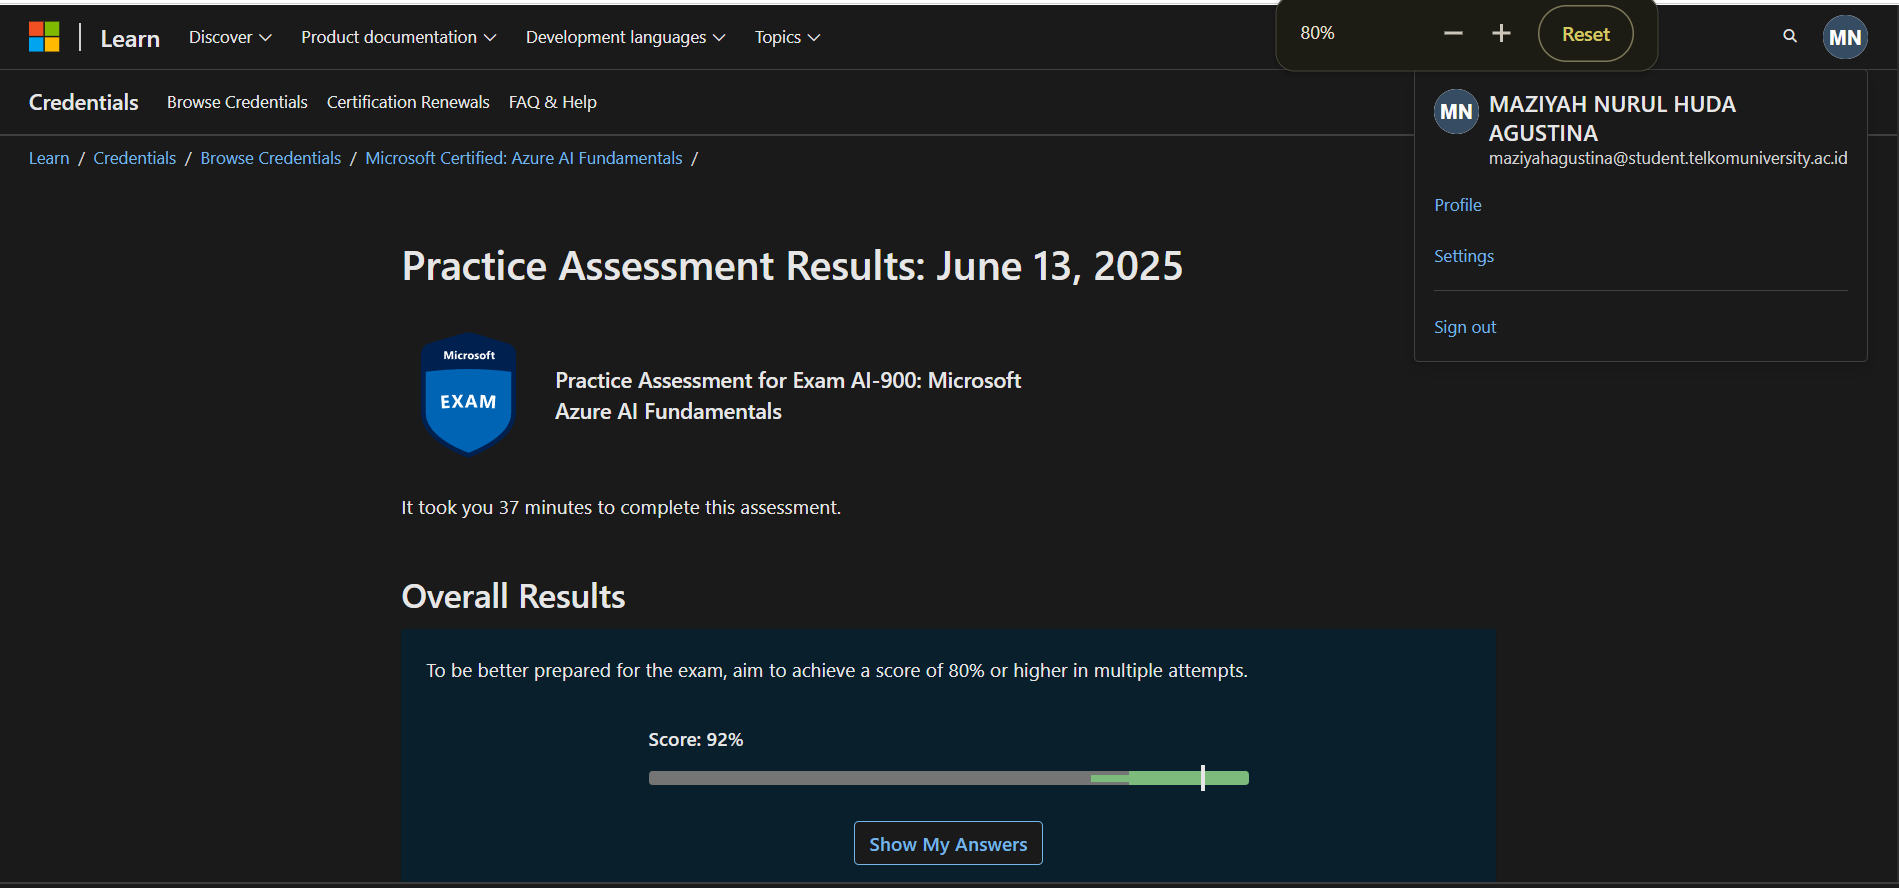 Learn Discover Product documentation Development languages Topics 80% Reset MN
Credentials Browse Credentials Certification Renewals FAQ & Help
MN MAZIYAH NURUL HUDA
AGUSTINA
maziyahagustina@student.telkomuniversity.ac.id
Profile
Settings
Sign out
Learn / Credentials / Browse Credentials / Microsoft Certified: Azure AI Fundamentals /
Practice Assessment Results: June 13, 2025
Microsoft
EXAM
Practice Assessment for Exam AI-900: Microsoft
Azure AI Fundamentals
It took you 37 minutes to complete this assessment.
Overall Results
To be better prepared for the exam, aim to achieve a score of 80% or higher in multiple attempts.
Score: 92%
Show My Answers